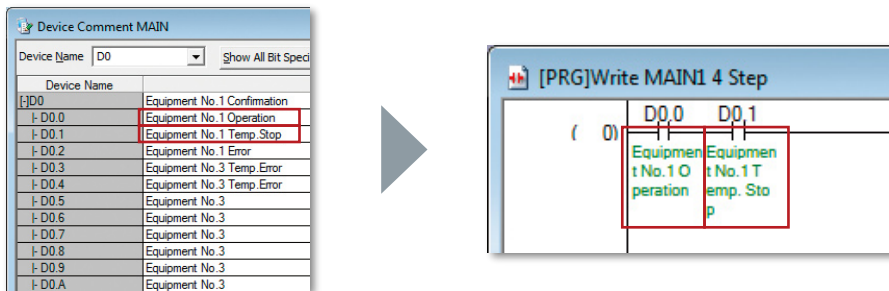 Device Comment MAIN
Device Name D0 Show All Bit Speci
Device Name
[-]D0 Equipment No.1 Confirmation
|- D0.0 Equipment No.1 Operation
|- D0.1 Equipment No.1 Temp.Stop
|- D0.2 Equipment No.1 Error
|- D0.3 Equipment No.3 Temp.Error
|- D0.4 Equipment No.3 Temp.Error
|- D0.5 Equipment No.3
|- D0.6 Equipment No.3
|- D0.7 Equipment No.3
|- D0.8 Equipment No.3
|- D0.9 Equipment No.3
|- D0.A Equipment No.3
[PRG]Write MAIN1 4 Step
D0.0 D0.1
( 0)
Equipmen
t No.1 O
peration
Equipmen
t No.1 T
emp. Sto
p